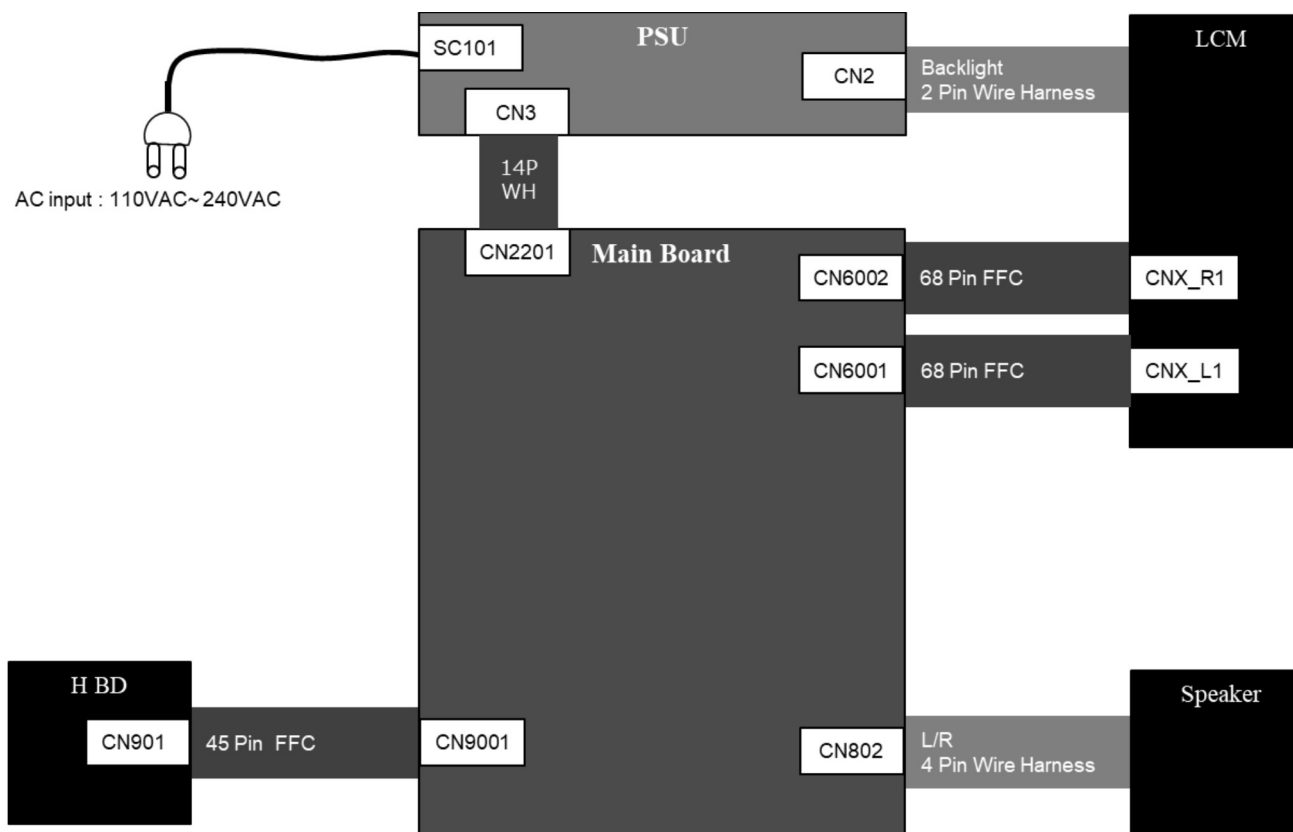 SC101
PSU
LCM
CN2
Backlight
2 Pin Wire Harness
CN3
14P
WH
AC input : 110VAC~ 240VAC
CN2201
Main Board
CN6002
68 Pin FFC
CNX_R1
CN6001
68 Pin FFC
CNX_L1
H BD
CN901
45 Pin FFC
CN9001
CN802
L/R
4 Pin Wire Harness
Speaker